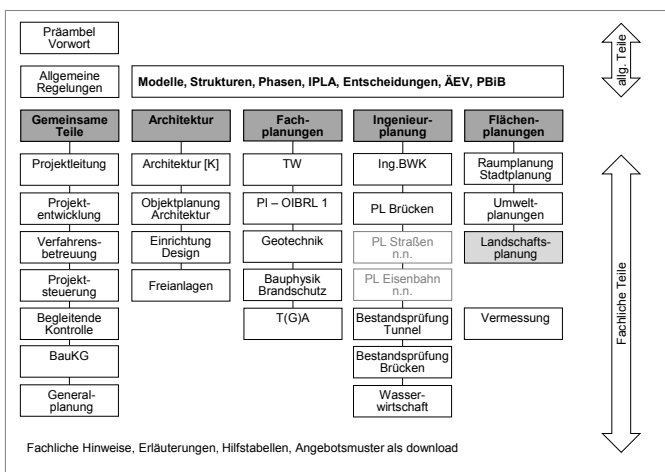 Präambel
Vorwort
allg. Teile
Allgemeine
Regelungen
Modelle, Strukturen, Phasen, IPLA, Entscheidungen, ÄEV, PBiB
Gemeinsame
Teile
Projektleitung
Projekt-
entwicklung
Verfahrens-
betreuung
Projekt-
steuerung
Begleitende
Kontrolle
BauKG
General-
planung
Architektur
Architektur [K]
Objektplanung
Architektur
Einrichtung
Design
Freianlagen
Fach-
planungen
TW
PI – OIBRL 1
Geotechnik
Bauphysik
Brandschutz
T(G)A
Ingenieur-
planung
Ing.BWK
PL Brücken
PL Straßen
n.n.
PL Eisenbahn
n.n.
Bestandsprüfung
Tunnel
Bestandsprüfung
Brücken
Wasser-
wirtschaft
Flächen-
planungen
Raumplanung
Stadtplanung
Umwelt-
planungen
Landschafts-
planung
Vermessung
Fachliche Teile
Fachliche Hinweise, Erläuterungen, Hilfstabellen, Angebotsmuster als download